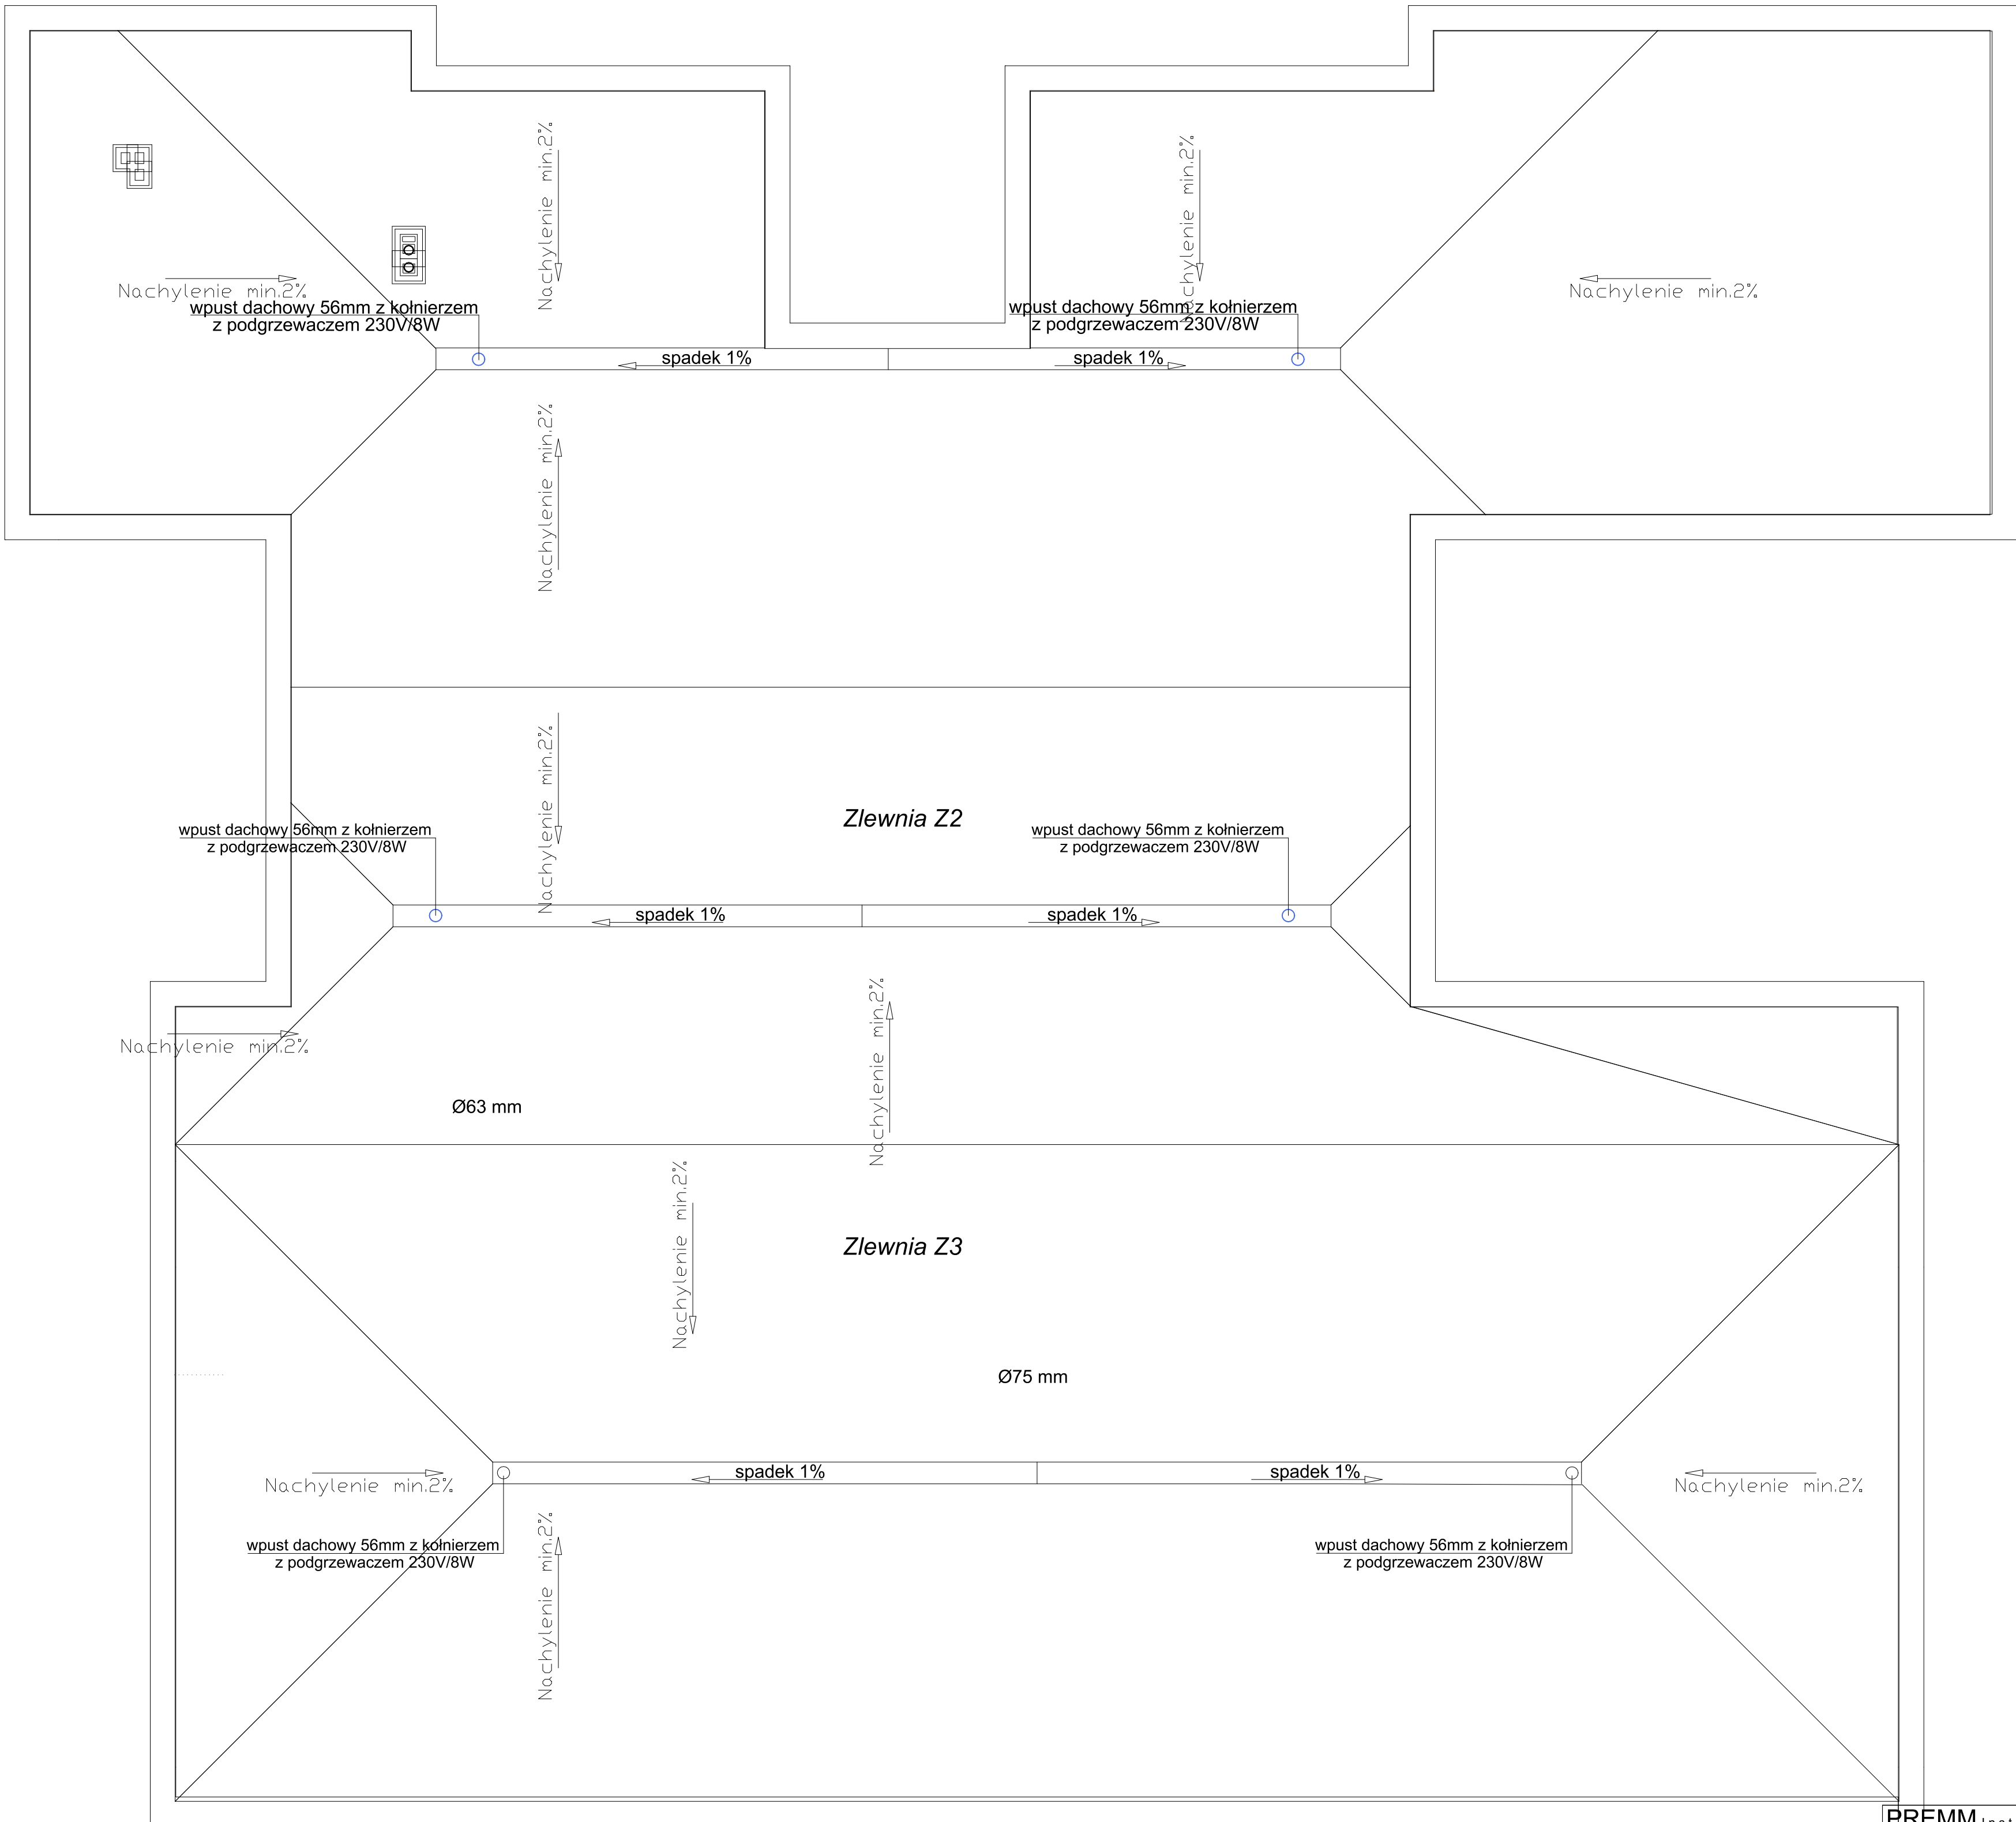 Nachylenie min.2%
Nachylenie min.2%
Nachylenie min.2%
Nachylenie min.2%
wpust dachowy 56mm z kołnierzem
z podgrzewaczem 230V/8W
wpust dachowy 56mm z kołnierzem
z podgrzewaczem 230V/8W
spadek 1%
spadek 1%
Nachylenie min.2%
Nachylenie min.2%
Zlewnia Z2
wpust dachowy 56mm z kołnierzem
z podgrzewaczem 230V/8W
wpust dachowy 56mm z kołnierzem
z podgrzewaczem 230V/8W
spadek 1%
spadek 1%
Nachylenie min.2%
Nachylenie min.2%
Ø63 mm
Nachylenie min.2%
Zlewnia Z3
Ø75 mm
spadek 1%
spadek 1%
Nachylenie min.2%
Nachylenie min.2%
wpust dachowy 56mm z kołnierzem
z podgrzewaczem 230V/8W
wpust dachowy 56mm z kołnierzem
z podgrzewaczem 230V/8W
Nachylenie min.2%
PREMM